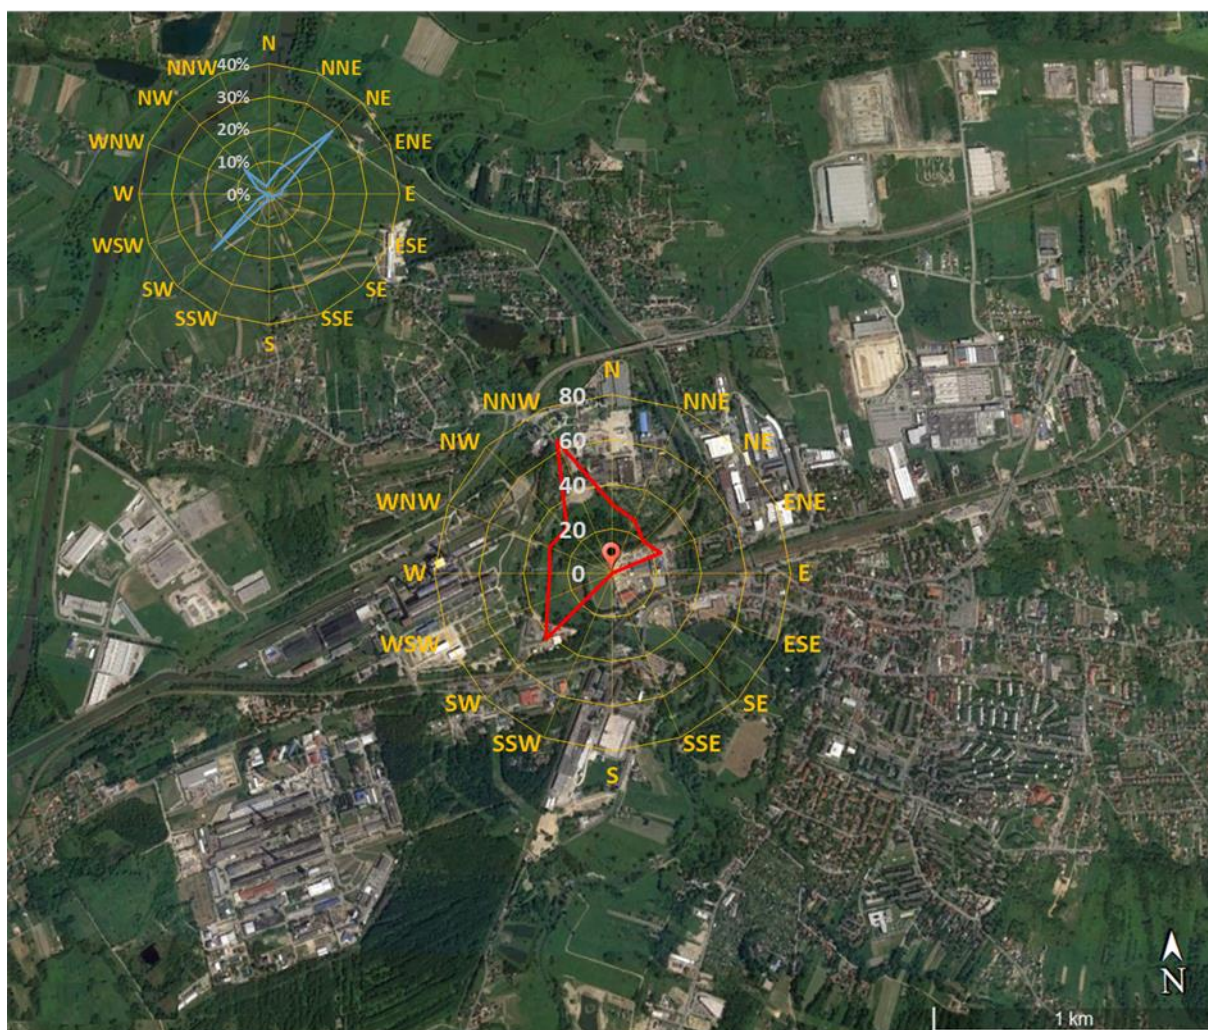 N
NNW NNE
40%
NW NE
30%
WNW 20% ENE
10%
W 0% E
WSW ESE
SW SE
SSW SSE
S
N
NNW 80 NNE
NW 60 NE
WNW 40 ENE
20
W 0 E
WSW ESE
SW SE
SSW SSE
S
N
1 km